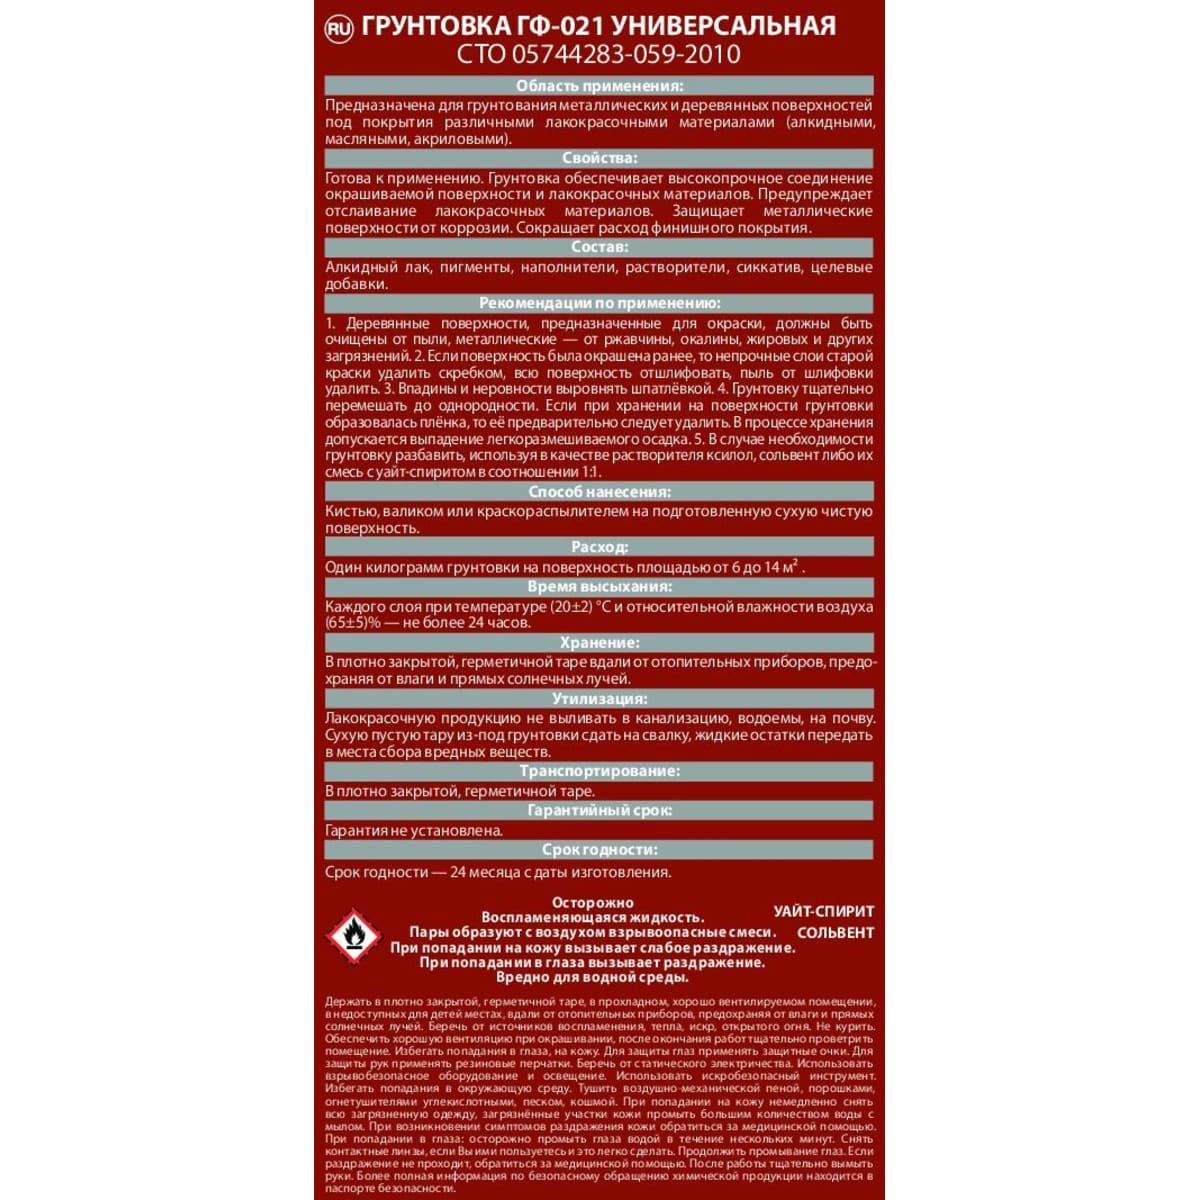 RU ГРУНТОВКА ГФ-021 УНИВЕРСАЛЬНАЯ
СТО 05744283-059-2010
Область применения:
Предназначена для грунтования металлических и деревянных поверхностей
под покрытия различными лакокрасочными материалами (алкидными,
масляными, акриловыми).
Свойства:
Готова к применению. Грунтовка обеспечивает высокопрочное соединение
окрашиваемой поверхности и лакокрасочных материалов. Предупреждает
отслаивание лакокрасочных материалов. Защищает металлические
поверхности от коррозии. Сокращает расход финишного покрытия.
Состав:
Алкидный лак, пигменты, наполнители, растворители, сиккатив, целевые
добавки.
Рекомендации по применению:
1. Деревянные поверхности, предназначенные для окраски, должны быть
очищены от пыли, металлические — от ржавчины, окалины, жировых и других
загрязнений. 2. Если поверхность была окрашена ранее, то непрочные слои старой
краски удалить скребком, всю поверхность отшлифовать, пыль от шлифовки
удалить. 3. Впадины и неровности выровнять шпатлёвкой. 4. Грунтовку тщательно
перемешать до однородности. Если при хранении на поверхности грунтовки
образовалась плёнка, то её предварительно следует удалить. В процессе хранения
допускается выпадение легкоразмешиваемого осадка. 5. В случае необходимости
грунтовку разбавить, используя в качестве растворителя ксилол, сольвент либо их
смесь с уайт-спиритом в соотношении 1:1.
Способ нанесения:
Кистью, валиком или краскораспылителем на подготовленную сухую чистую
поверхность.
Расход:
Один килограмм грунтовки на поверхность площадью от 6 до 14 м² .
Время высыхания:
Каждого слоя при температуре (20±2) °С и относительной влажности воздуха
(65±5)% — не более 24 часов.
Хранение:
В плотно закрытой, герметичной таре вдали от отопительных приборов, предо-
храняя от влаги и прямых солнечных лучей.
Утилизация:
Лакокрасочную продукцию не выливать в канализацию, водоемы, на почву.
Сухую пустую тару из-под грунтовки сдать на свалку, жидкие остатки передать
в места сбора вредных веществ.
Транспортирование:
В плотно закрытой, герметичной таре.
Гарантийный срок:
Гарантия не установлена.
Срок годности:
Срок годности — 24 месяца с даты изготовления.
Осторожно
Воспламеняющаяся жидкость.
Пары образуют с воздухом взрывоопасные смеси.
При попадании на кожу вызывает слабое раздражение.
При попадании в глаза вызывает раздражение.
Вредно для водной среды.
УАЙТ-СПИРИТ
СОЛЬВЕНТ
Держать в плотно закрытой, герметичной таре, в прохладном, хорошо вентилируемом помещении,
в недоступных для детей местах, вдали от отопительных приборов, предохраняя от влаги и прямых
солнечных лучей. Беречь от источников воспламенения, тепла, искр, открытого огня. Не курить.
Обеспечить хорошую вентиляцию при окрашивании, после окончания работ тщательно проветрить
помещение. Избегать попадания в глаза, на кожу. Для защиты глаз применять защитные очки. Для
защиты рук применять резиновые перчатки. Беречь от статического электричества. Использовать
взрывобезопасное оборудование и освещение. Использовать искробезопасный инструмент.
Избегать попадания в окружающую среду. Тушить воздушно-механической пеной, порошками,
огнетушителями углекислотными, песком, кошмой. При попадании на кожу немедленно снять
всю загрязненную одежду, загрязнённые участки кожи промыть большим количеством воды с
мылом. При возникновении симптомов раздражения кожи обратиться за медицинской помощью.
При попадании в глаза: осторожно промыть глаза водой в течение нескольких минут. Снять
контактные линзы, если Вы ими пользуетесь и это легко сделать. Продолжить промывание глаз. Если
раздражение не проходит, обратиться за медицинской помощью. После работы тщательно вымыть
руки. Более полная информация по безопасному обращению химической продукции находится в
паспорте безопасности.